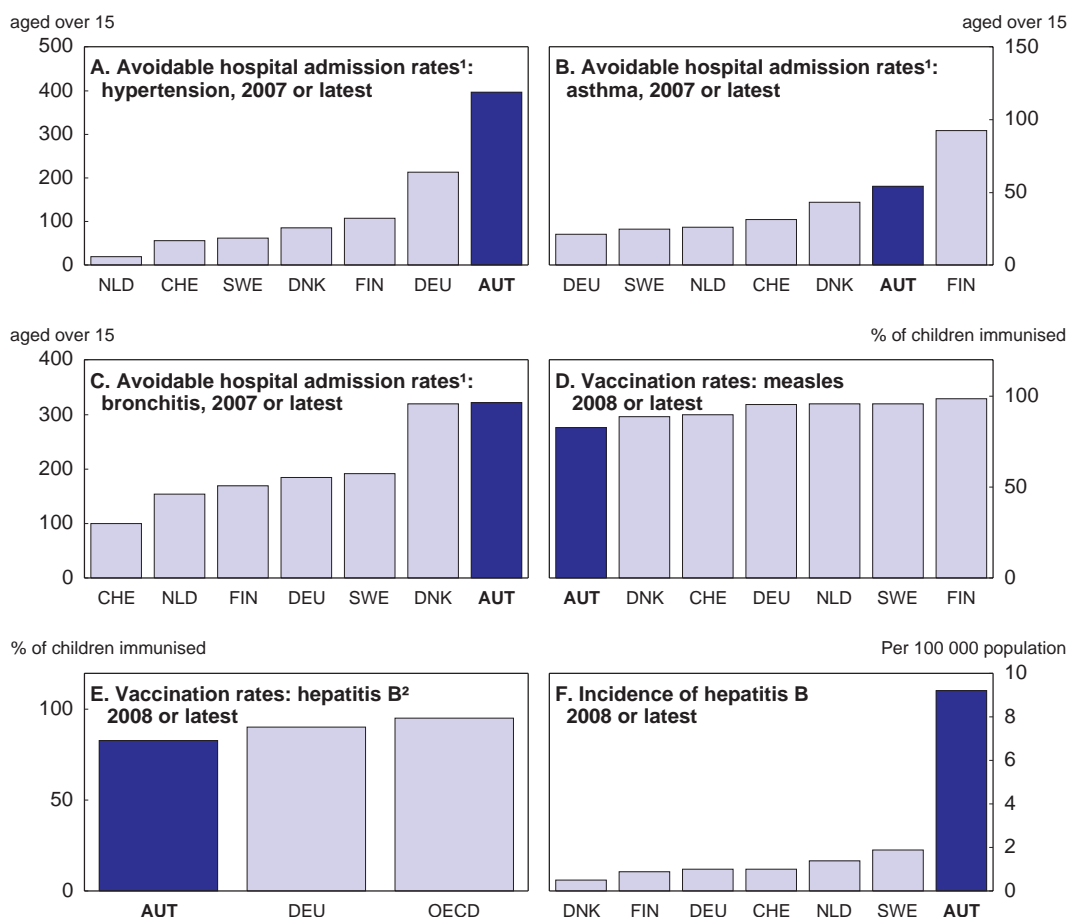 aged over 15
aged over 15
500
400
300
200
100
0
A. Avoidable hospital admission rates¹:
hypertension, 2007 or latest
NLD CHE SWE DNK FIN DEU AUT
150
100
50
0
B. Avoidable hospital admission rates¹:
asthma, 2007 or latest
DEU SWE NLD CHE DNK AUT FIN
aged over 15
% of children immunised
400
300
200
100
0
C. Avoidable hospital admission rates¹:
bronchitis, 2007 or latest
CHE NLD FIN DEU SWE DNK AUT
100
50
0
D. Vaccination rates: measles
2008 or latest
AUT DNK CHE DEU NLD SWE FIN
% of children immunised
Per 100 000 population
100
50
0
E. Vaccination rates: hepatitis B²
2008 or latest
AUT DEU OECD
10
8
6
4
2
0
F. Incidence of hepatitis B
2008 or latest
DNK FIN DEU CHE NLD SWE AUT